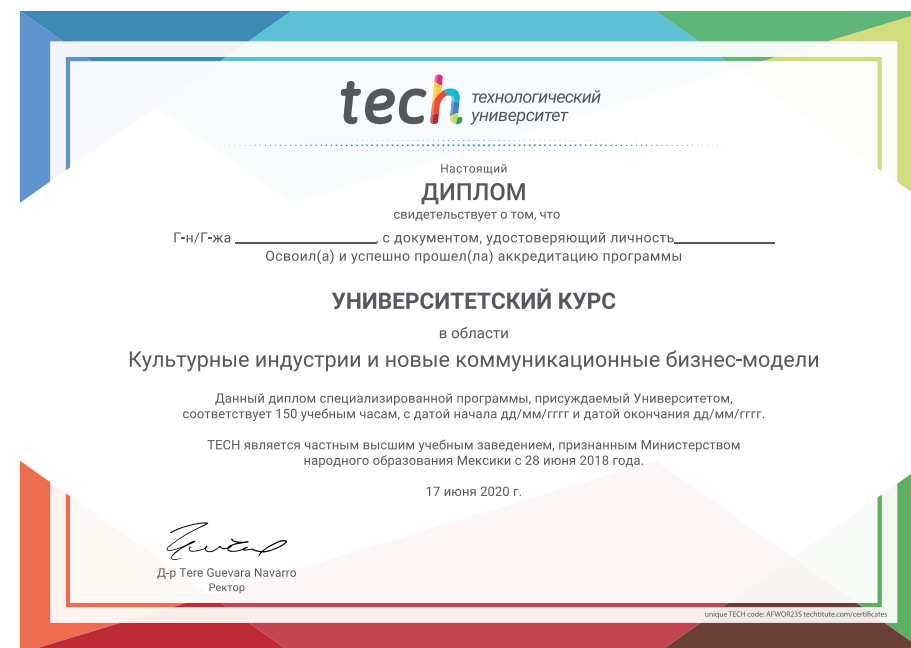 tech технологический
университет
Настоящий
ДИПЛОМ
свидетельствует о том, что
Г-н/Г-жа ____________________, с документом, удостоверяющий личность______________
Освоил(а) и успешно прошел(ла) аккредитацию программы
УНИВЕРСИТЕТСКИЙ КУРС
в области
Культурные индустрии и новые коммуникационные бизнес-модели
Данный диплом специализированной программы, присуждаемый Университетом,
соответствует 150 учебным часам, с датой начала дд/мм/гггг и датой окончания дд/мм/гггг.
TECH является частным высшим учебным заведением, признанным Министерством
народного образования Мексики с 28 июня 2018 года.
17 июня 2020 г.
Д-р Tere Guevara Navarro
Ректор
unique TECH code: AFWOR23S techtitute.com/certificates